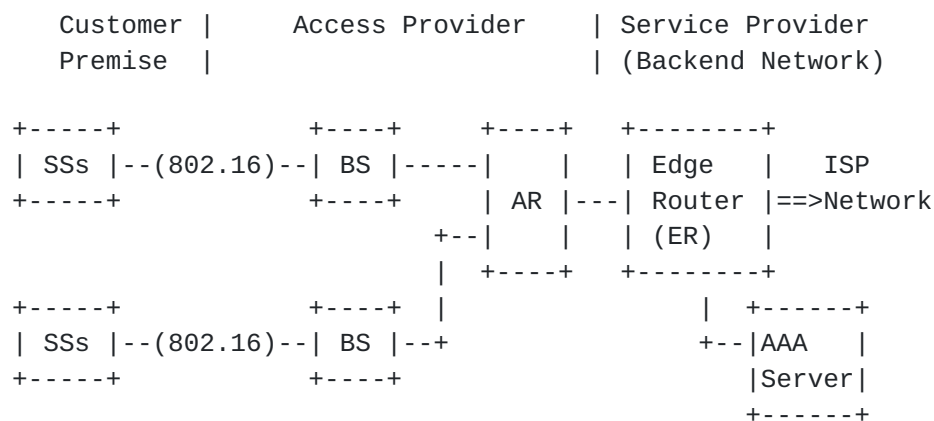 Customer |     Access Provider    | Service Provider
Premise  |                        | (Backend Network)
+-----+            +----+     +----+   +--------+
| SSs |--(802.16)--| BS |-----|    |   | Edge   |   ISP
+-----+            +----+     | AR |---| Router |==>Network
                           +--|    |   | (ER)   |
                           |  +----+   +--------+
+-----+            +----+  |                |  +------+
| SSs |--(802.16)--| BS |--+                +--|AAA   |
+-----+            +----+                      |Server|
                                               +------+